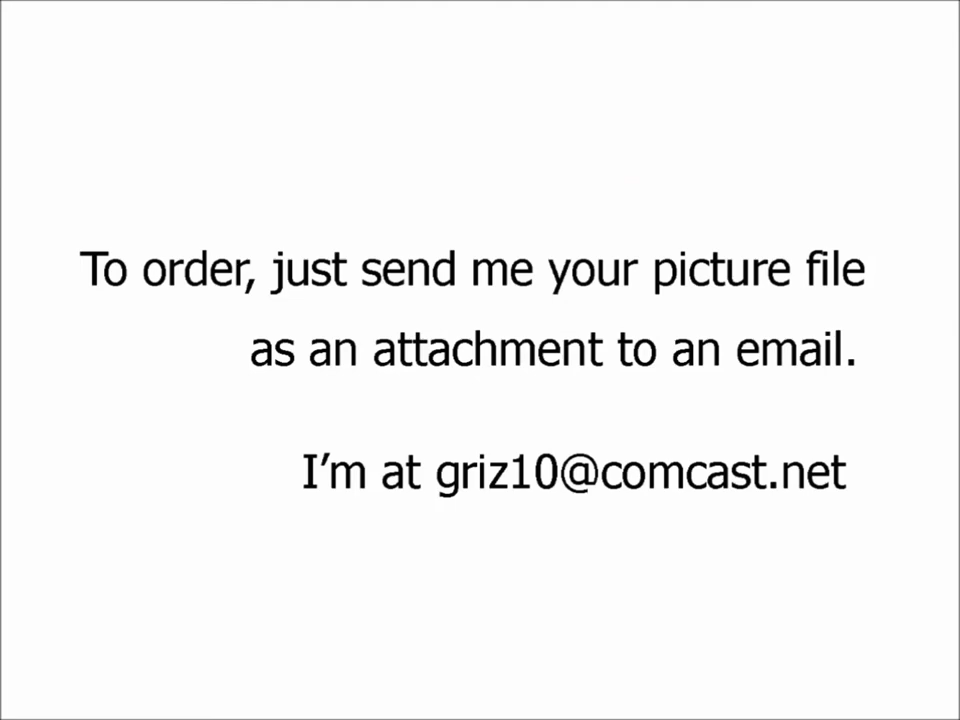 To order, just send me your picture file
as an attachment to an email.
I’m at griz10@comcast.net